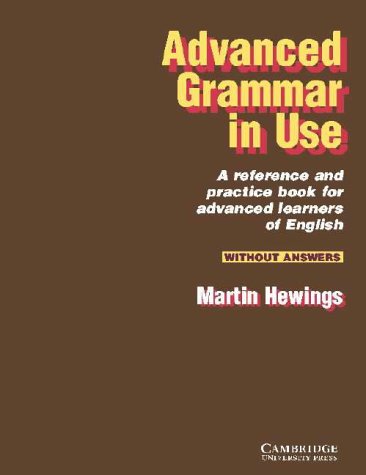 Advanced
Grammar
in Use
A reference and
practice book for
advanced learners
of English
WITHOUT ANSWERS
Martin Hewings
CAMBRIDGE
UNIVERSITY PRESS